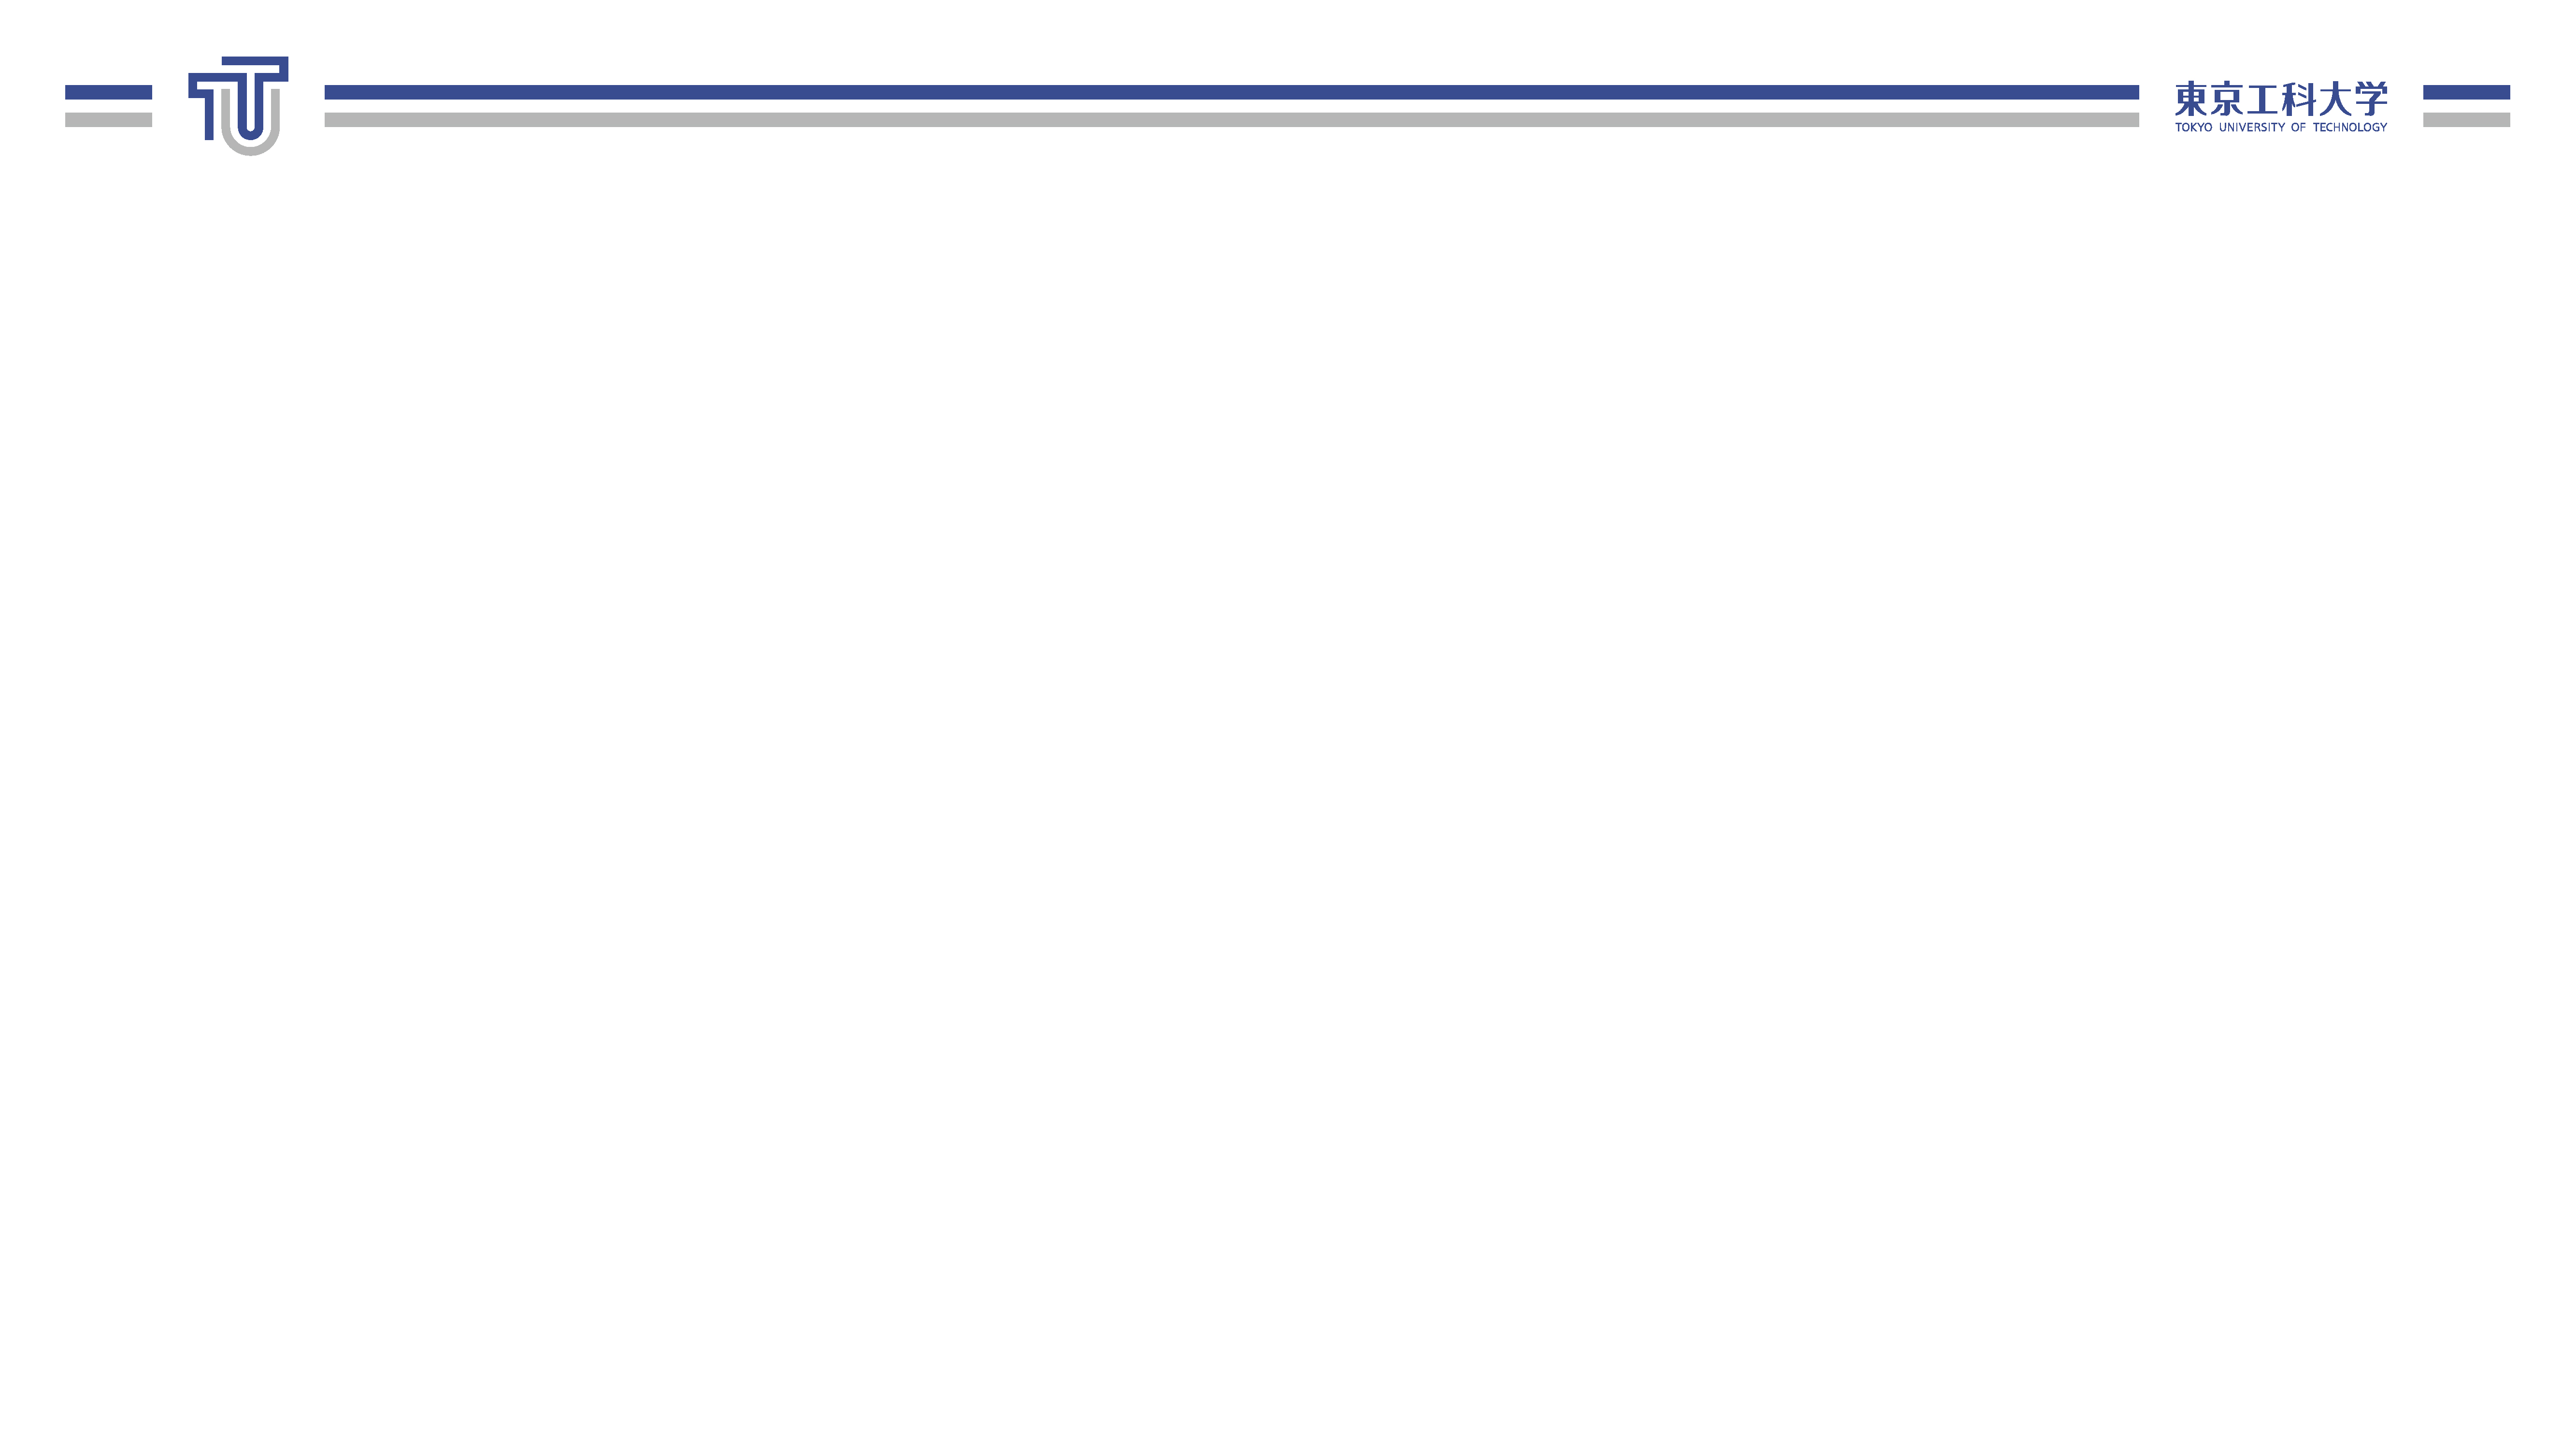 東京工科大学
TOKYO UNIVERSITY OF TECHNOLOGY